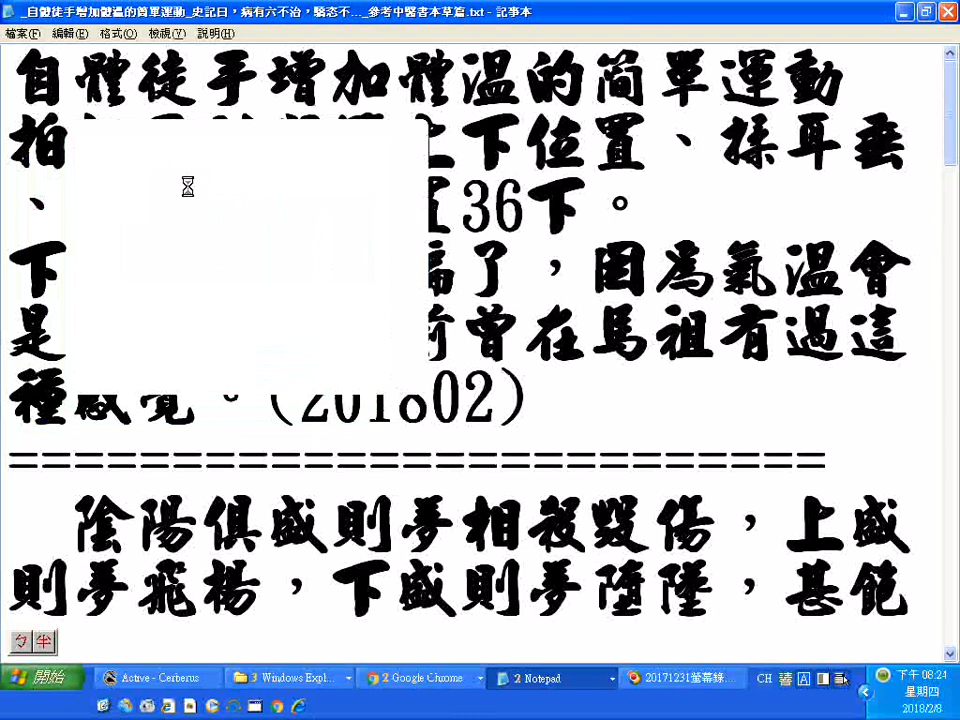 _自體徒手增加體溫的簡單運動_史記曰，病有六不治，驕恣不..._參考中醫書本草篇.txt - 記事本
檔案(F) 編輯(E) 格式(O) 檢視(V) 說明(H)
自體徒手增加體溫的簡單運動
拍 上下位置、揉耳垂
、 36下。
下 了，因為氣溫會
是 前曾在馬祖有過這
種感覺。(201802)
==========================
陰陽俱盛則夢相殺毀傷，上盛
則夢飛楊，下盛則夢墮墜，甚飽
ㄅ 半
開始 Active - Cerberus 3 Windows Expl... 2 Google Chrome 2 Notepad 20171231螢幕錄... CH 下午 08:24
星期四
2018/2/8